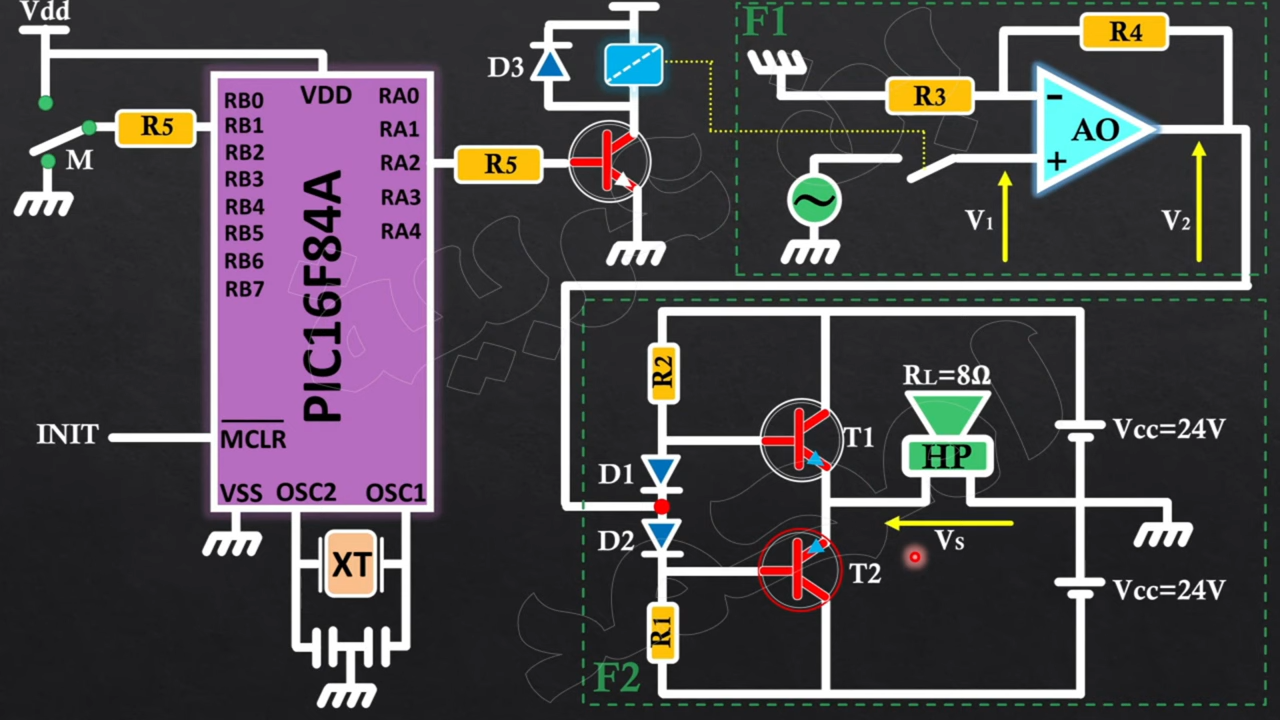 Vdd
R5
M
RB0
RB1
RB2
RB3
RB4
RB5
RB6
RB7
VDD
RA0
RA1
RA2
RA3
RA4
PIC16F84A
MCLR
INIT
VSS
OSC2
OSC1
XT
R5
D3
F1
R3
R4
AO
-
+
V1
V2
R2
D1
D2
R1
F2
T1
T2
RL=8Ω
HP
Vs
Vcc=24V
Vcc=24V